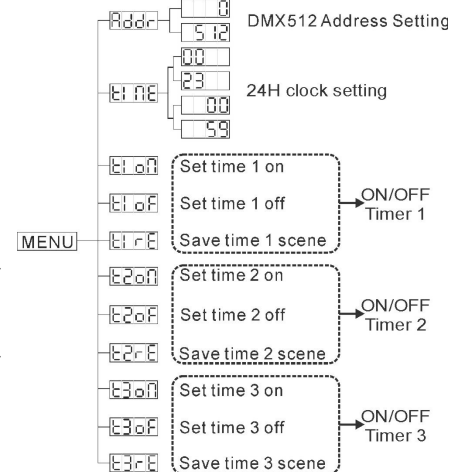 Addr
0
512
DMX512 Address Setting
tINE
00
23
00
59
24H clock setting
MENU
t1on Set time 1 on
t1oF Set time 1 off
t1rE Save time 1 scene
ON/OFF
Timer 1
t2on Set time 2 on
t2oF Set time 2 off
t2rE Save time 2 scene
ON/OFF
Timer 2
t3on Set time 3 on
t3oF Set time 3 off
t3rE Save time 3 scene
ON/OFF
Timer 3